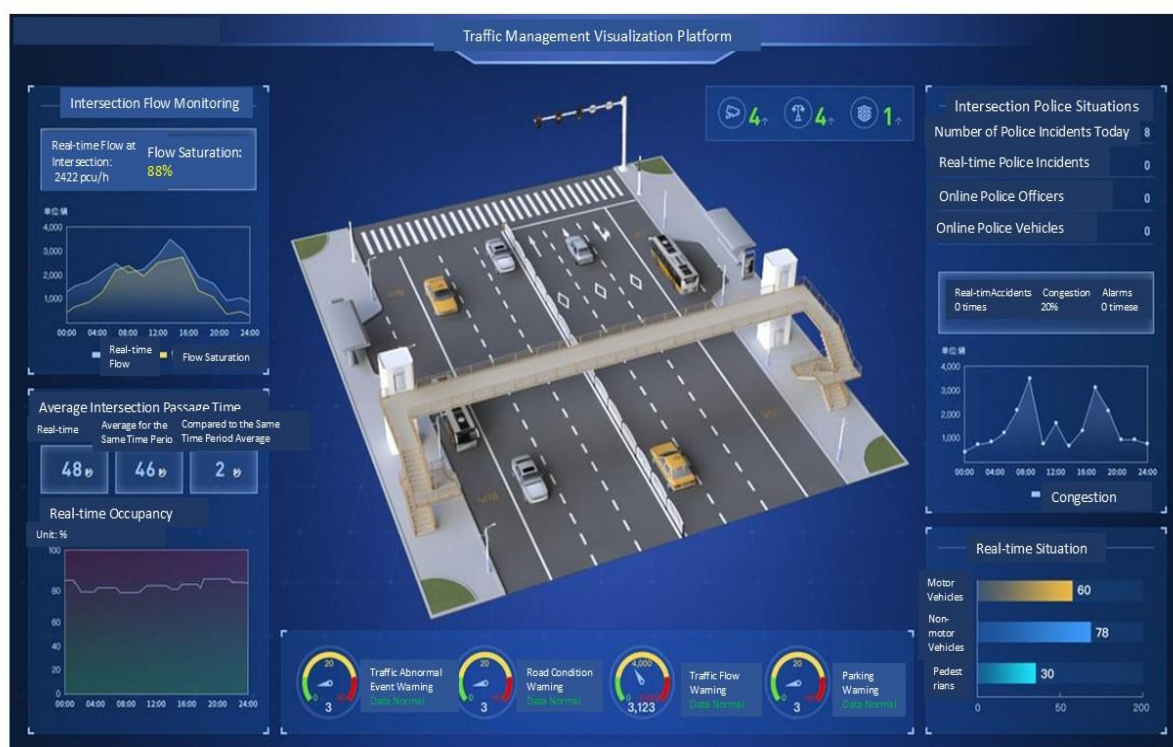 Traffic Management Visualization Platform
Intersection Flow Monitoring
Real-time Flow at
Intersection:
2422 pcu/h
Flow Saturation:
88%
单位:辆
4,000
3,000
2,000
1,000
00:00 04:00 08:00 12:00 16:00 20:00 24:00
Real-time
Flow
Flow Saturation
Average Intersection Passage Time
Real-time
Average for the
Same Time Perio
Compared to the Same
Time Period Average
48 秒
46 秒
2 秒
Real-time Occupancy
Unit: %
100
80
60
40
20
0
00:00 04:00 08:00 12:00 16:00 20:00 24:00
4
4
1
20
0
3
Traffic Abnormal
Event Warning
Data Normal
20
0
3
Road Condition
Warning
Data Normal
4,000
0
3,123
Traffic Flow
Warning
Data Normal
20
0
3
Parking
Warning
Data Normal
Intersection Police Situations
Number of Police Incidents Today 8
Real-time Police Incidents 0
Online Police Officers 0
Online Police Vehicles 0
Real-timAccidents
0 times
Congestion
20%
Alarms
0 timese
单位:辆
4,000
3,000
2,000
1,000
00:00 04:00 08:00 12:00 16:00 20:00 24:00
Congestion
Real-time Situation
Motor
Vehicles
60
Non-
motor
Vehicles
78
Pedest
rians
30
0 50 200